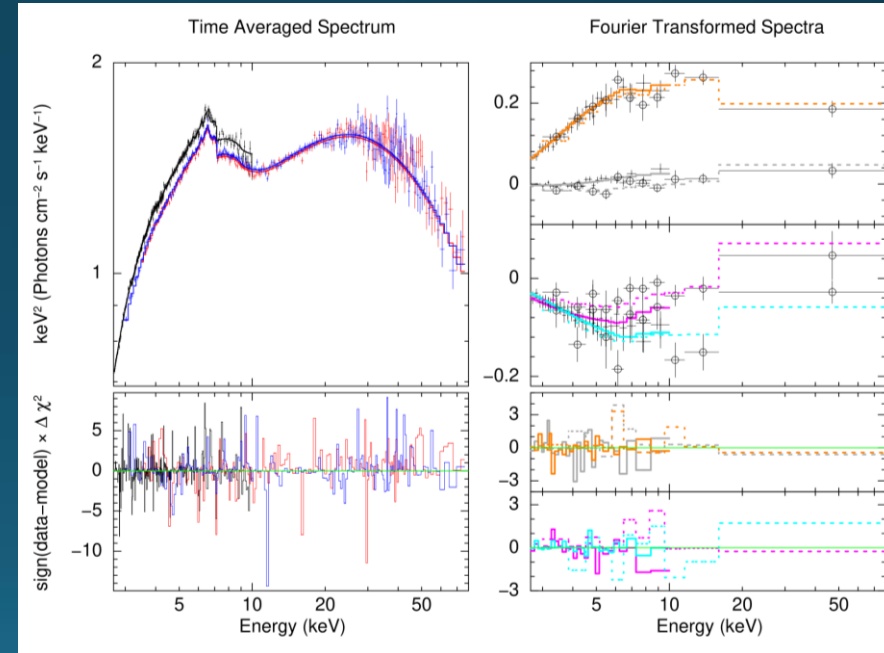 Time Averaged Spectrum
Fourier Transformed Spectra
keV² (Photons cm⁻² s⁻¹ keV⁻¹)
2
1
sign(data−model) × Δ χ²
5
0
−5
−10
5 10 20 50
Energy (keV)
0.2
0
0
−0.2
3
0
−3
3
0
−3
5 10 20 50
Energy (keV)